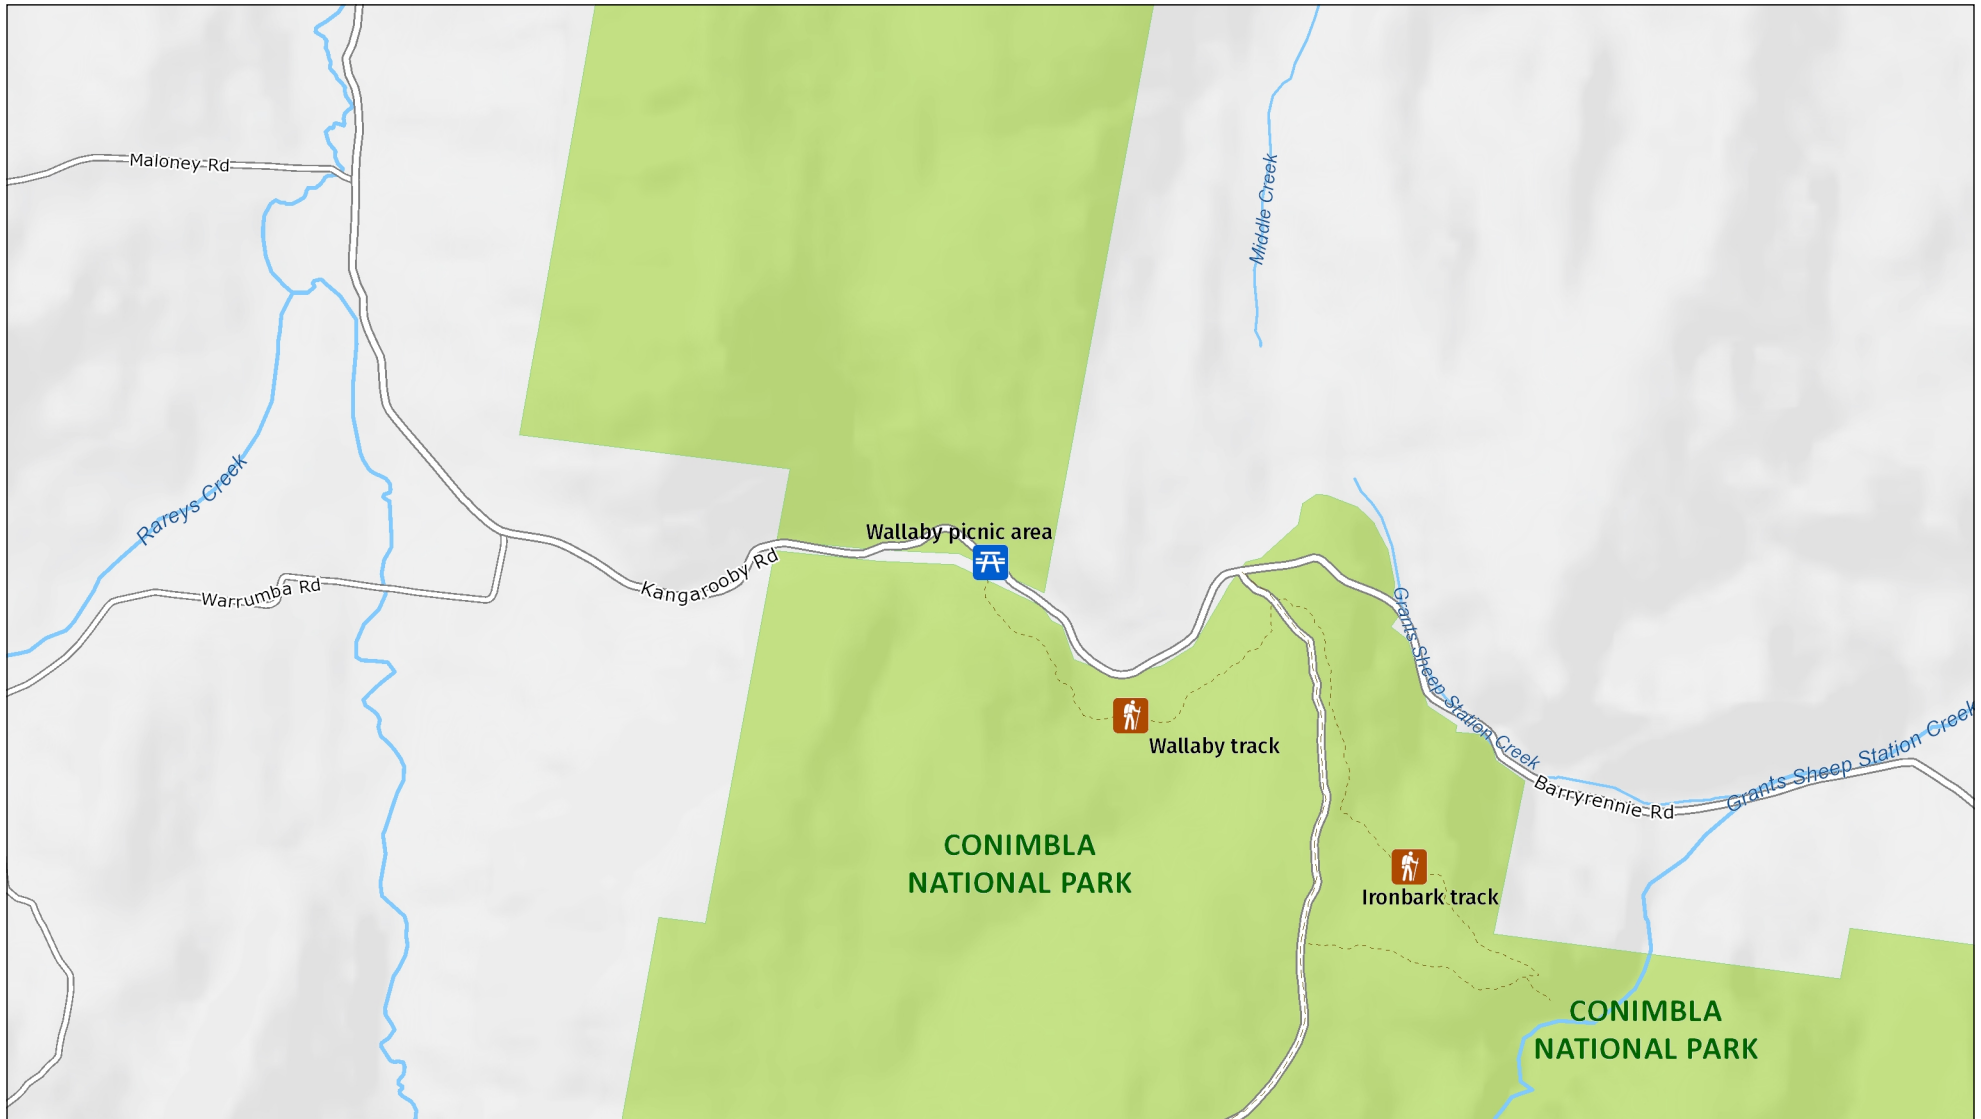 Maloney Rd
Middle Creek
Rareys Creek
Wallaby picnic area
Kangarooby Rd
Warrumba Rd
Grants Sheep Station Creek
Wallaby track
Grants Sheep Station Creek
Barryrennie Rd
CONIMBLA
NATIONAL PARK
Ironbark track
CONIMBLA
NATIONAL PARK